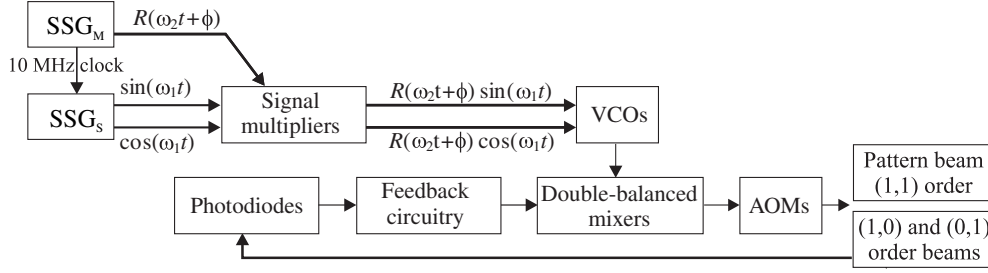 SSG_M
R(ω₂t+ϕ)
10 MHz clock
SSG_S
sin(ω₁t)
cos(ω₁t)
Signal
multipliers
R(ω₂t+ϕ) sin(ω₁t)
R(ω₂t+ϕ) cos(ω₁t)
VCOs
Photodiodes
Feedback
circuitry
Double-balanced
mixers
AOMs
Pattern beam
(1,1) order
(1,0) and (0,1)
order beams